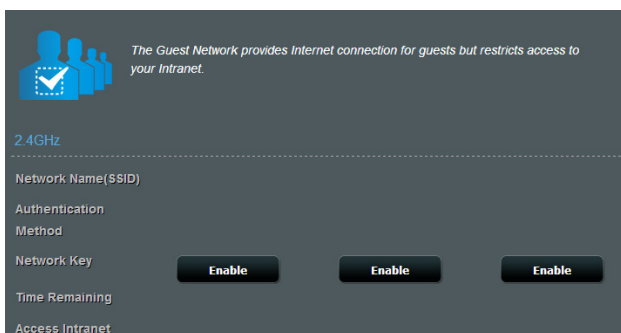 The Guest Network provides Internet connection for guests but restricts access to
your Intranet.
2.4GHz
Network Name(SSID)
Authentication
Method
Network Key
Enable Enable Enable
Time Remaining
Access Intranet